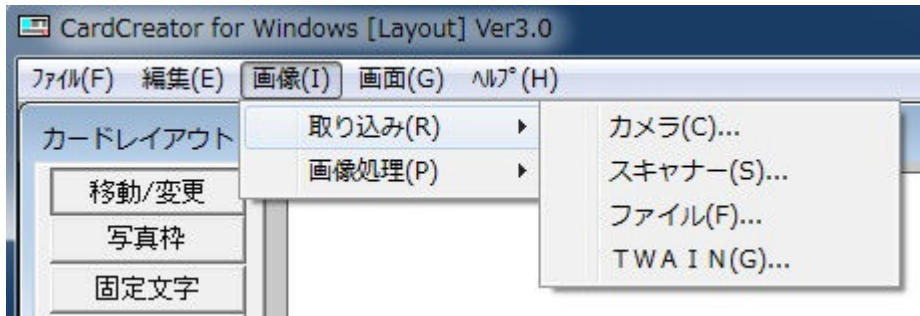 CardCreator for Windows [Layout] Ver3.0
ﾌｧｲﾙ(F) 編集(E) 画像(I) 画面(G) ﾍﾙﾌﾟ(H)
カードレイアウト
取り込み(R)
画像処理(P)
カメラ(C)...
スキャナー(S)...
ファイル(F)...
ＴＷＡＩＮ(G)...
移動/変更
写真枠
固定文字